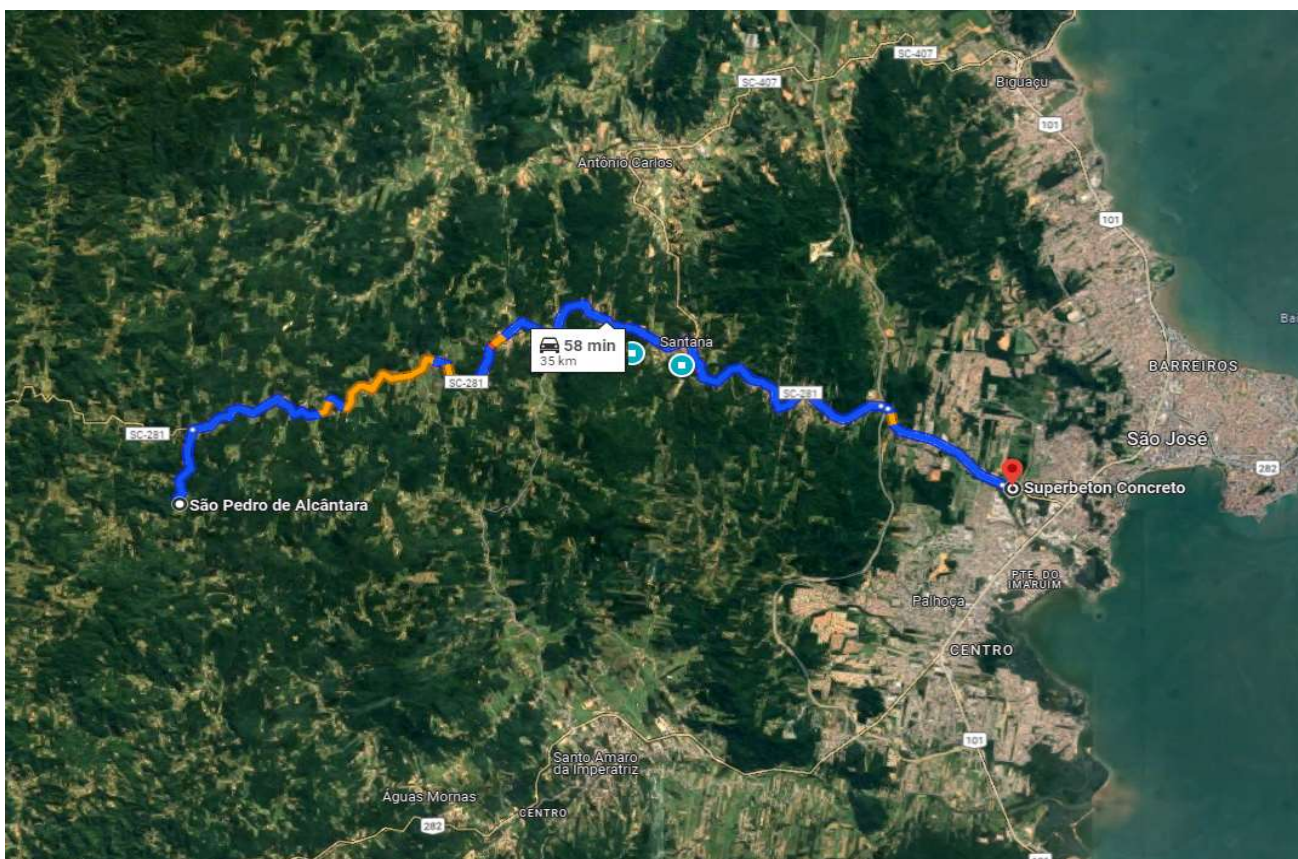 SC-407
SC-407
Biguaçu
101
Antônio Carlos
101
58 min
35 km
Santana
BARREIROS
SC-281
SC-281
SC-281
São José
282
São Pedro de Alcântara
Superbeton Concreto
PTE. DO
IMARUIM
Palhoça
CENTRO
101
Santo Amaro
da Imperatriz
Águas Mornas
CENTRO
282